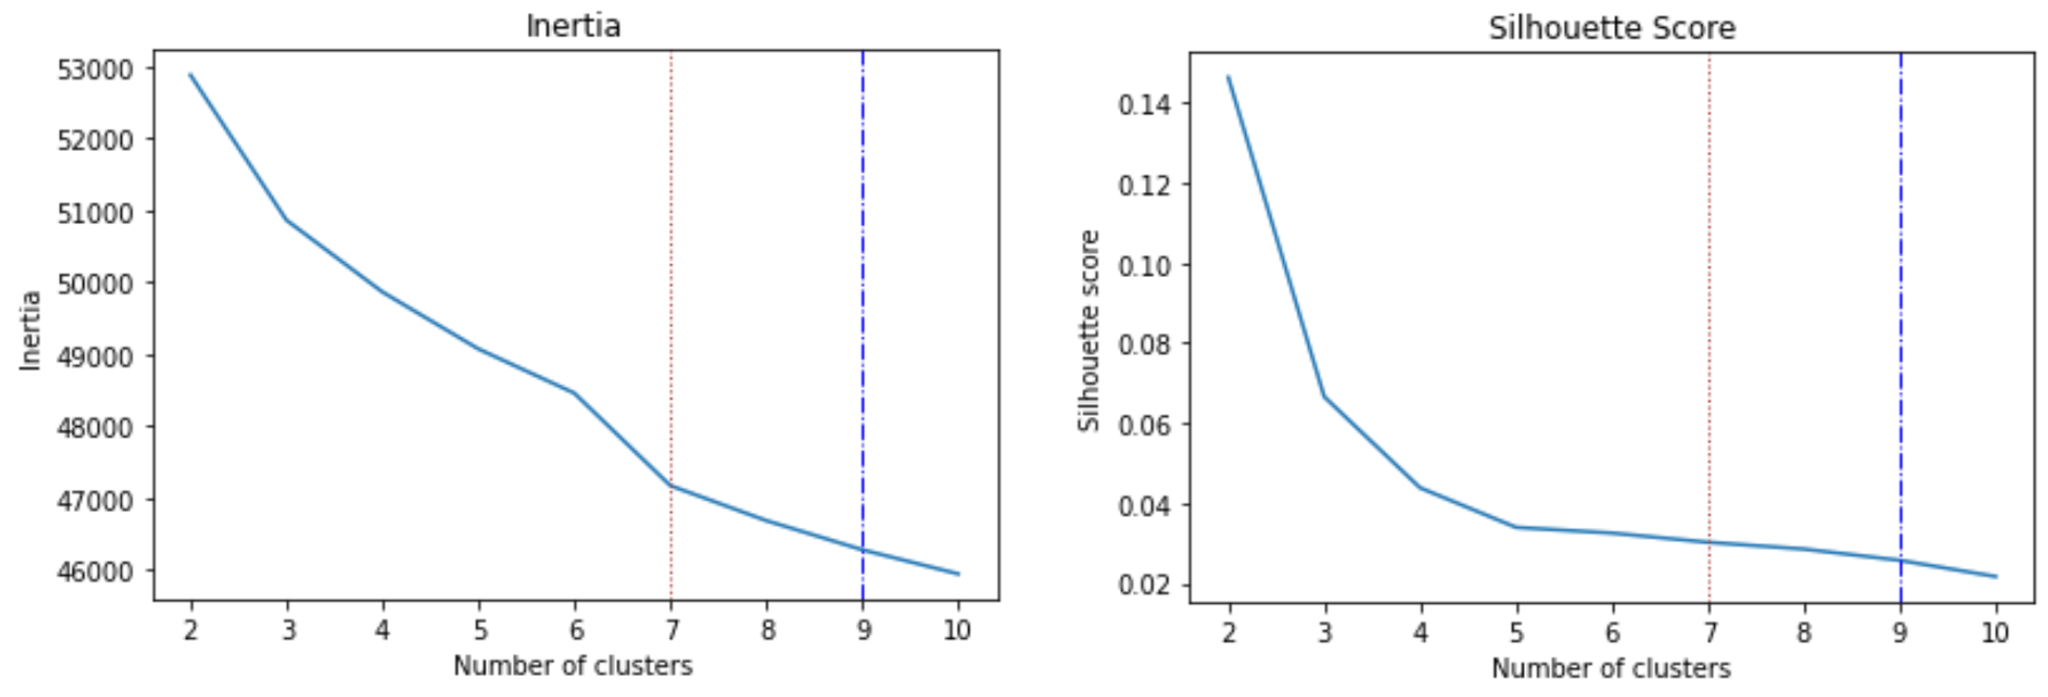 Inertia
53000
52000
51000
50000
49000
48000
47000
46000
Inertia
2 3 4 5 6 7 8 9 10
Number of clusters
Silhouette Score
0.14
0.12
0.10
0.08
0.06
0.04
0.02
Silhouette score
2 3 4 5 6 7 8 9 10
Number of clusters